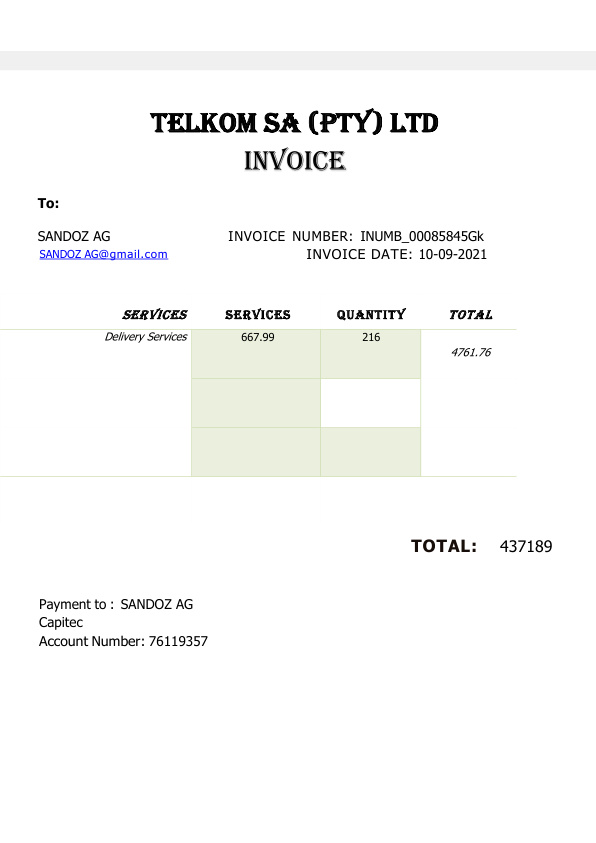 TELKOM SA (PTY) LTD
INVOICE
To:
SANDOZ AG INVOICE NUMBER: INUMB_00085845Gk
SANDOZ AG@gmail.com INVOICE DATE: 10-09-2021
SERVICES SERVICES QUANTITY TOTAL
Delivery Services 667.99 216
4761.76
TOTAL: 437189
Payment to : SANDOZ AG
Capitec
Account Number: 76119357